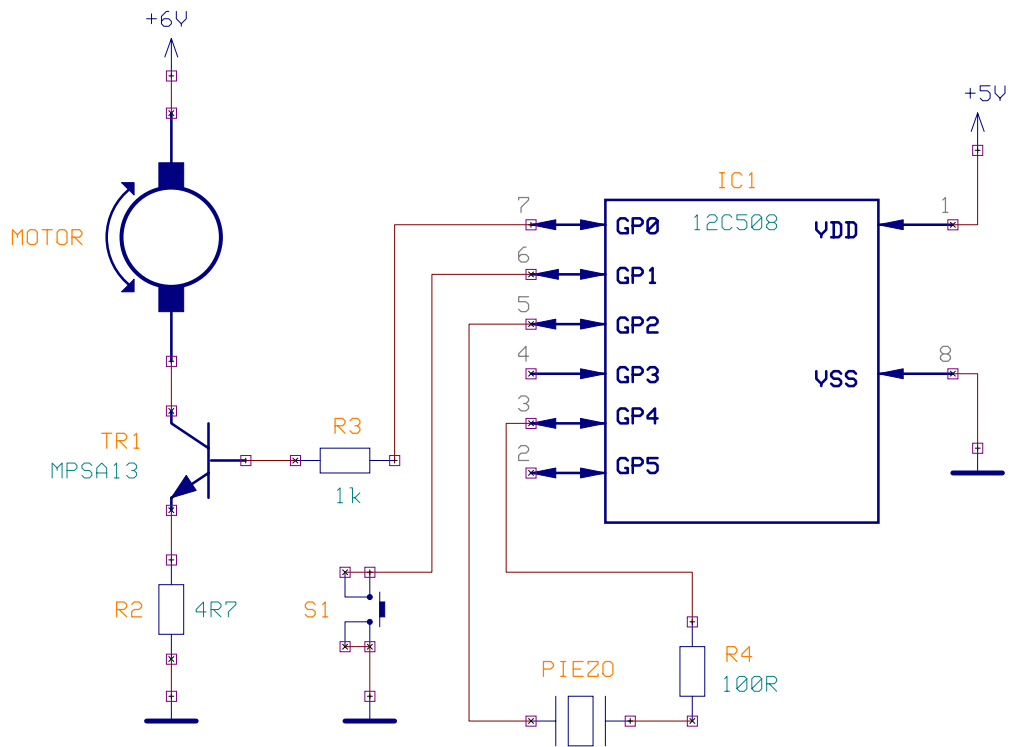 +6V
+5V
IC1
12C508
7
GP0
VDD
1
6
GP1
5
GP2
4
GP3
VSS
8
3
GP4
2
GP5
MOTOR
TR1
MPSA13
R3
1k
R2
4R7
S1
PIEZO
R4
100R